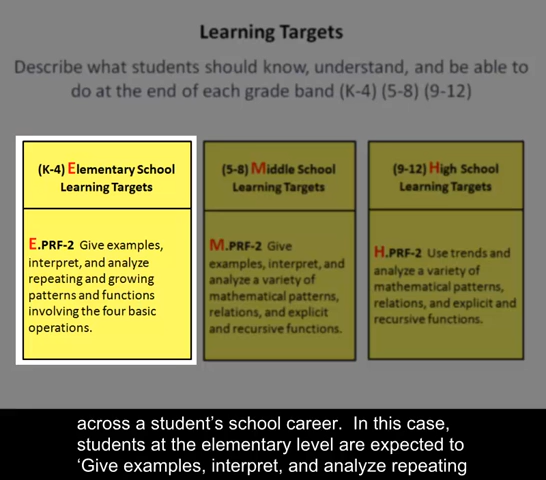 Learning Targets
Describe what students should know, understand, and be able to
do at the end of each grade band (K-4) (5-8) (9-12)
(K-4) Elementary School
Learning Targets
E.PRF-2 Give examples,
interpret, and analyze
repeating and growing
patterns and functions
involving the four basic
operations.
(5-8) Middle School
Learning Targets
M.PRF-2 Give
examples, interpret, and
analyze a variety of
mathematical patterns,
relations, and explicit
and recursive functions.
(9-12) High School
Learning Targets
H.PRF-2 Use trends and
analyze a variety of
mathematical patterns,
relations, and explicit and
recursive functions.
across a student’s school career.  In this case,
students at the elementary level are expected to
‘Give examples, interpret, and analyze repeating